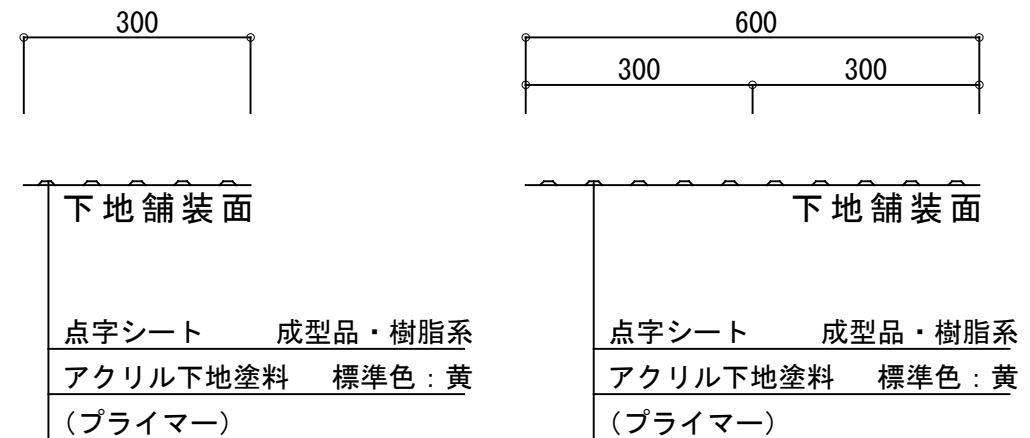 300
下地舗装面
点字シート 成型品・樹脂系
アクリル下地塗料 標準色：黄
（プライマー）
600
300 300
下地舗装面
点字シート 成型品・樹脂系
アクリル下地塗料 標準色：黄
（プライマー）